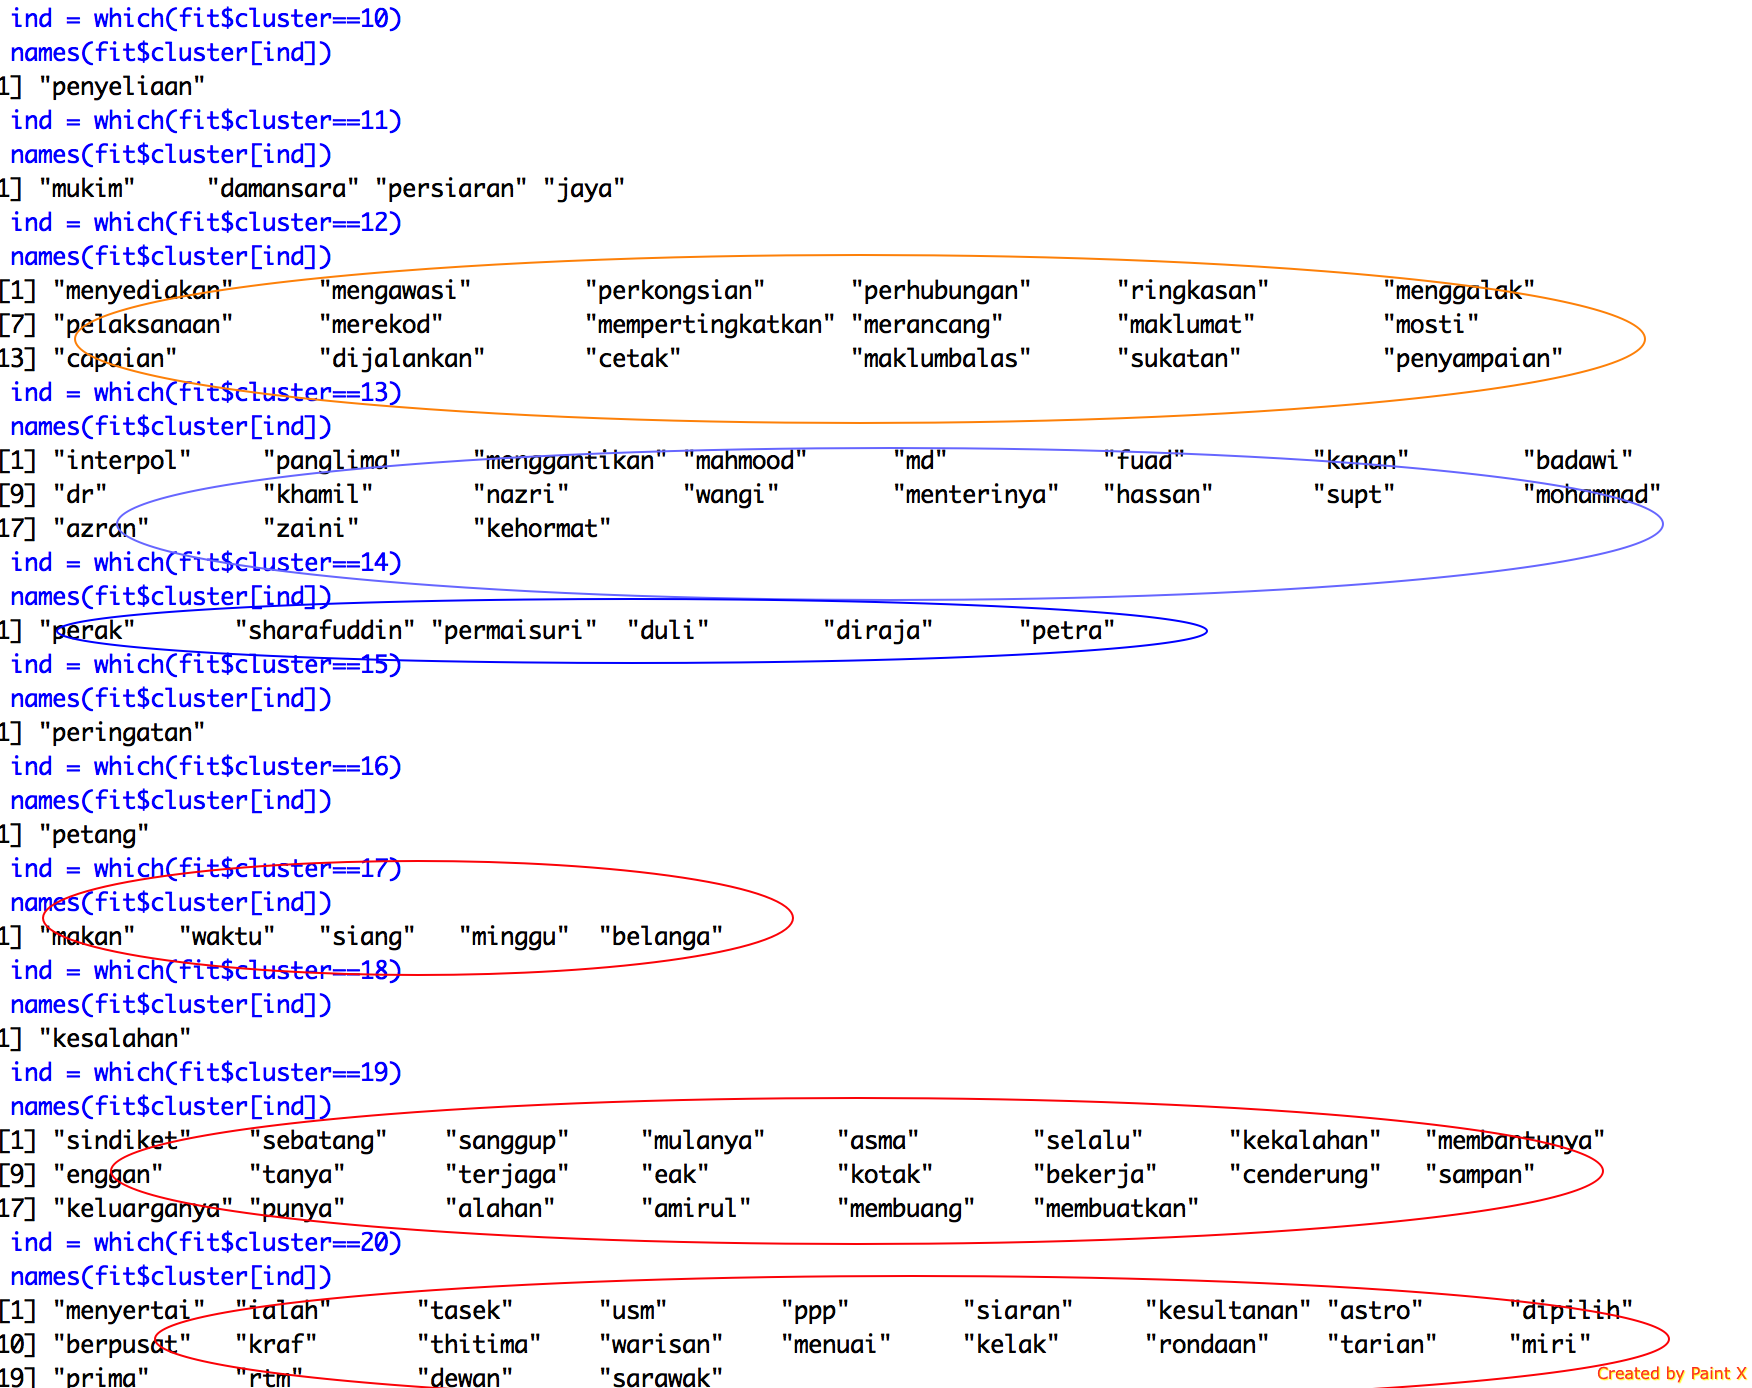 ind = which(fit$cluster==10)
names(fit$cluster[ind])
1] "penyeliaan"
ind = which(fit$cluster==11)
names(fit$cluster[ind])
1] "mukim" "damansara" "persiaran" "jaya"
ind = which(fit$cluster==12)
names(fit$cluster[ind])
[1] "menyediakan" "mengawasi" "perkongsian" "perhubungan" "ringkasan" "menggalak"
[7] "pelaksanaan" "merekod" "mempertingkatkan" "merancang" "maklumat" "mosti"
13] "capaian" "dijalankan" "cetak" "maklumbalas" "sukatan" "penyampaian"
ind = which(fit$cluster==13)
names(fit$cluster[ind])
[1] "interpol" "panglima" "menggantikan" "mahmood" "md" "fuad" "kanan" "badawi"
[9] "dr" "khamil" "nazri" "wangi" "menterinya" "hassan" "supt" "mohammad"
17] "azran" "zaini" "kehormat"
ind = which(fit$cluster==14)
names(fit$cluster[ind])
1] "perak" "sharafuddin" "permaisuri" "duli" "diraja" "petra"
ind = which(fit$cluster==15)
names(fit$cluster[ind])
1] "peringatan"
ind = which(fit$cluster==16)
names(fit$cluster[ind])
1] "petang"
ind = which(fit$cluster==17)
names(fit$cluster[ind])
1] "makan" "waktu" "siang" "minggu" "belanga"
ind = which(fit$cluster==18)
names(fit$cluster[ind])
1] "kesalahan"
ind = which(fit$cluster==19)
names(fit$cluster[ind])
[1] "sindiket" "sebatang" "sanggup" "mulanya" "asma" "selalu" "kekalahan" "membantunya"
[9] "enggan" "tanya" "terjaga" "eak" "kotak" "bekerja" "cenderung" "sampan"
17] "keluarganya" "punya" "alahan" "amirul" "membuang" "membuatkan"
ind = which(fit$cluster==20)
names(fit$cluster[ind])
[1] "menyertai" "ialah" "tasek" "usm" "ppp" "siaran" "kesultanan" "astro" "dipilih"
10] "berpusat" "kraf" "thitima" "warisan" "menuai" "kelak" "rondaan" "tarian" "miri"
19] "prima" "rtm" "dewan" "sarawak"
Created by Paint X